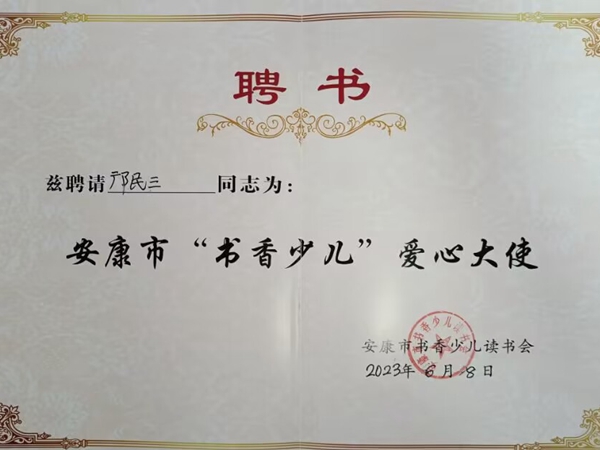 聘书
兹聘请邝民三同志为：
安康市“书香少儿”爱心大使
安康市书香少儿读书会
2023年6月8日